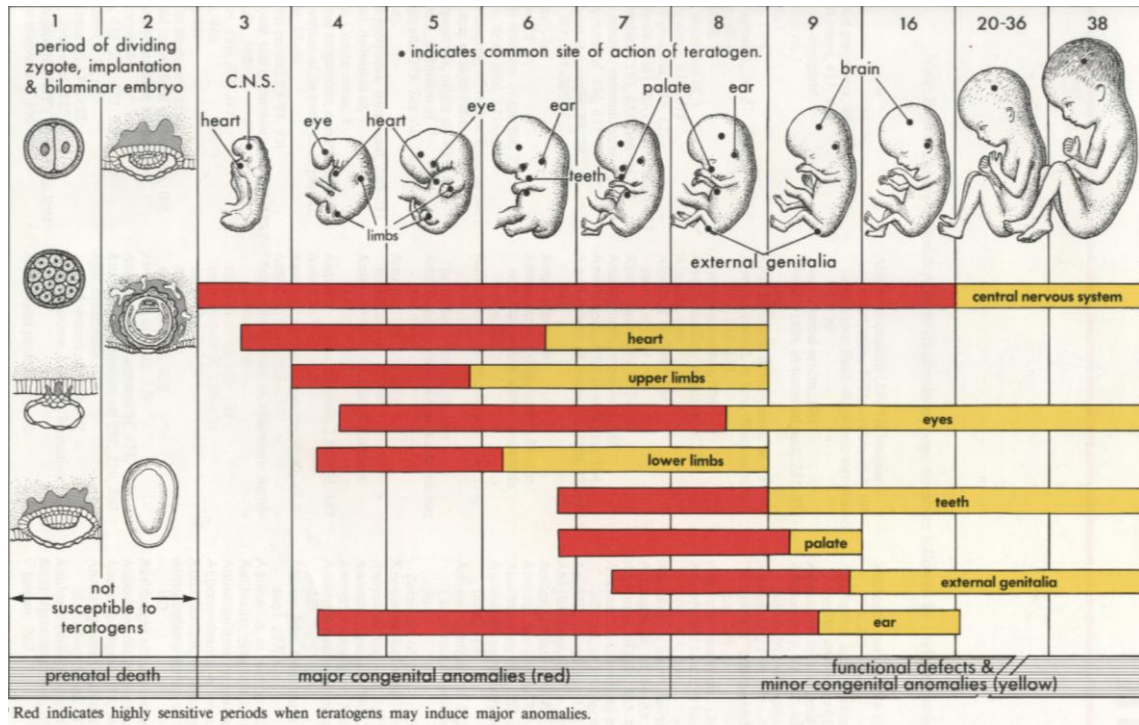 1 2 3 4 5 6 7 8 9 16 20-36 38
period of dividing
zygote, implantation
& bilaminar embryo
• indicates common site of action of teratogen.
C.N.S.
heart
eye
heart
eye
ear
teeth
limbs
palate
ear
brain
external genitalia
central nervous system
heart
upper limbs
eyes
lower limbs
teeth
palate
external genitalia
ear
not
susceptible to
teratogens
prenatal death
major congenital anomalies (red)
functional defects &
minor congenital anomalies (yellow)
Red indicates highly sensitive periods when teratogens may induce major anomalies.